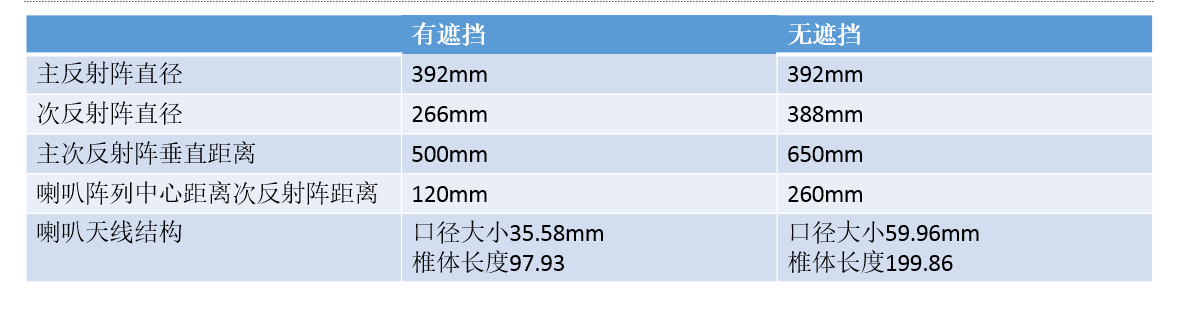 有遮挡 无遮挡
主反射阵直径 392mm 392mm
次反射阵直径 266mm 388mm
主次反射阵垂直距离 500mm 650mm
喇叭阵列中心距离次反射阵距离 120mm 260mm
喇叭天线结构 口径大小35.58mm 口径大小59.96mm
椎体长度97.93 椎体长度199.86